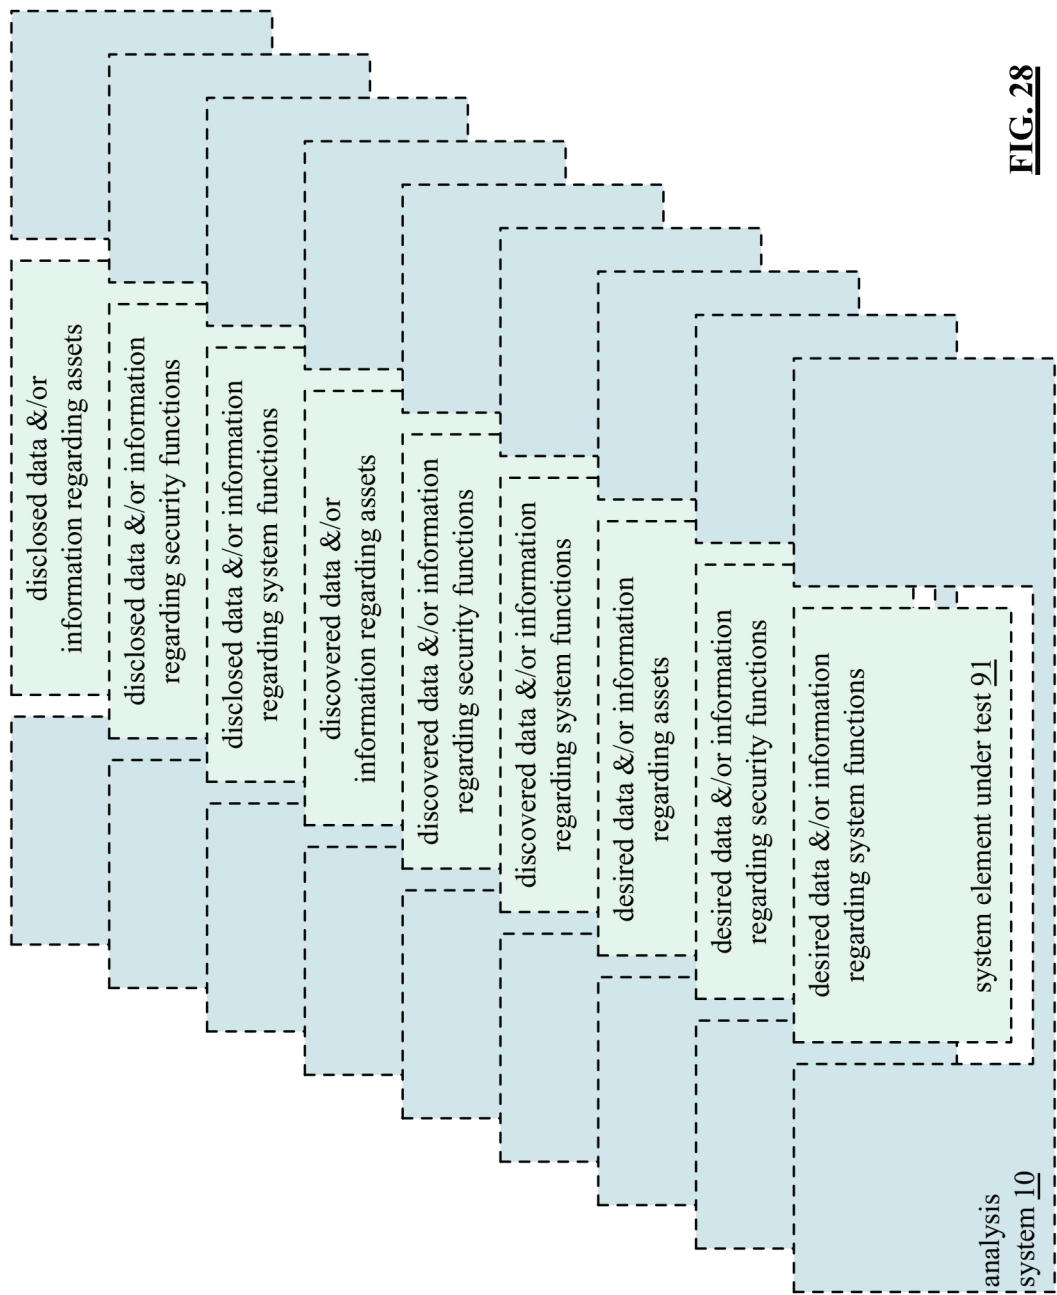 disclosed data &/or
information regarding assets
disclosed data &/or information
regarding security functions
disclosed data &/or information
regarding system functions
discovered data &/or
information regarding assets
discovered data &/or information
regarding security functions
discovered data &/or information
regarding system functions
desired data &/or information
regarding assets
desired data &/or information
regarding security functions
desired data &/or information
regarding system functions
system element under test 91
analysis
system 10
FIG. 28